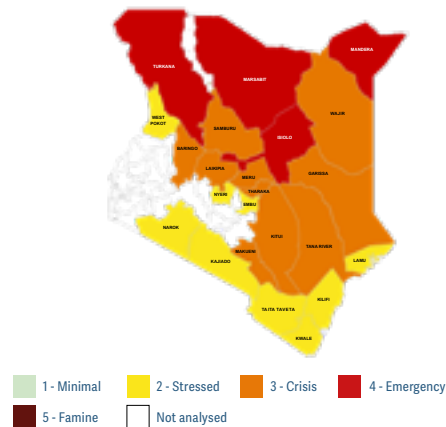 MANDERA
TURKANA
MARSABIT
WEST
POKOT
WAJIR
SAMBURU
ISIOLO
BARINGO
LAIKIPIA
MERU
GARISSA
THARAKA
NYERI
EMBU
NAROK
KITUI
TANA RIVER
MAKUENI
KAJIADO
LAMU
KILIFI
TAITA TAVETA
KWALE
1 - Minimal
2 - Stressed
3 - Crisis
4 - Emergency
5 - Famine
Not analysed